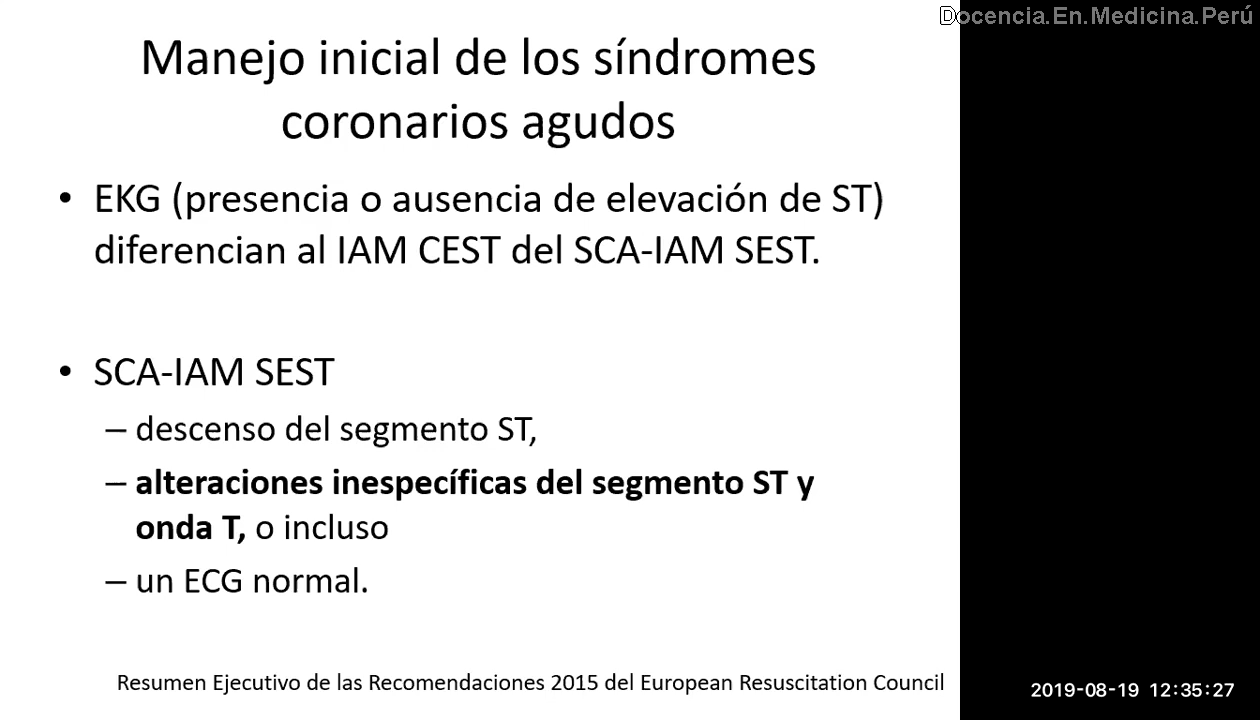 Docencia.En.Medicina.Perú
Manejo inicial de los síndromes
coronarios agudos
• EKG (presencia o ausencia de elevación de ST)
diferencian al IAM CEST del SCA-IAM SEST.
• SCA-IAM SEST
– descenso del segmento ST,
– alteraciones inespecíficas del segmento ST y
onda T, o incluso
– un ECG normal.
Resumen Ejecutivo de las Recomendaciones 2015 del European Resuscitation Council
2019-08-19 12:35:27